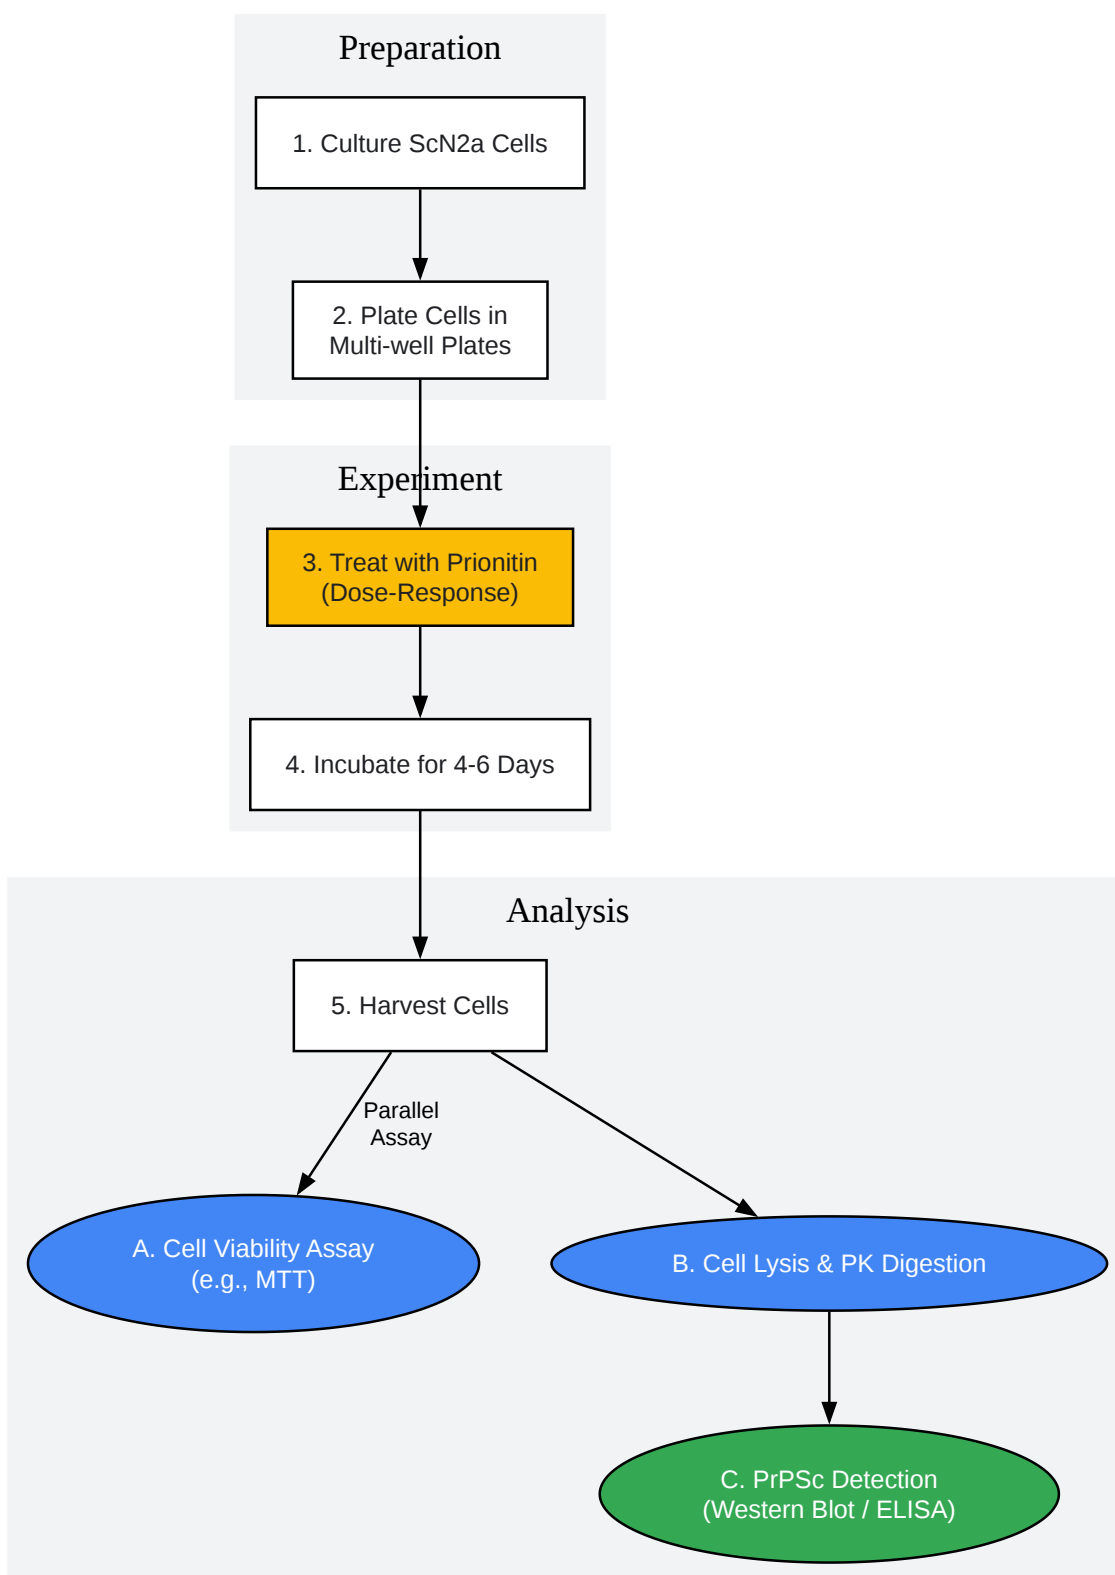 Preparation
1. Culture ScN2a Cells
2. Plate Cells in
Multi-well Plates
Experiment
3. Treat with Prionitin
(Dose-Response)
4. Incubate for 4-6 Days
Analysis
5. Harvest Cells
Parallel
Assay
A. Cell Viability Assay
(e.g., MTT)
B. Cell Lysis & PK Digestion
C. PrPSc Detection
(Western Blot / ELISA)